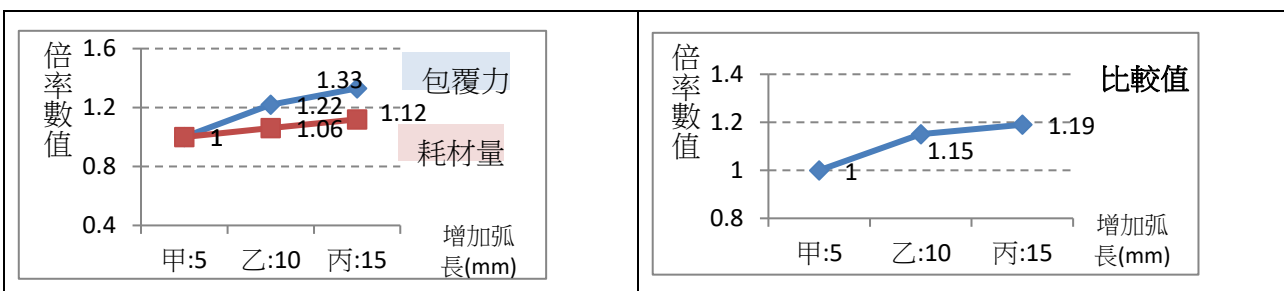 倍率數值
1.6
1.2
0.8
0.4
包覆力
耗材量
1.33
1.22
1.12
1.06
1
甲:5 乙:10 丙:15
增加弧
長(mm)
倍率數值
1.4
1.2
1
0.8
比較值
1.19
1.15
1
甲:5 乙:10 丙:15
增加弧
長(mm)